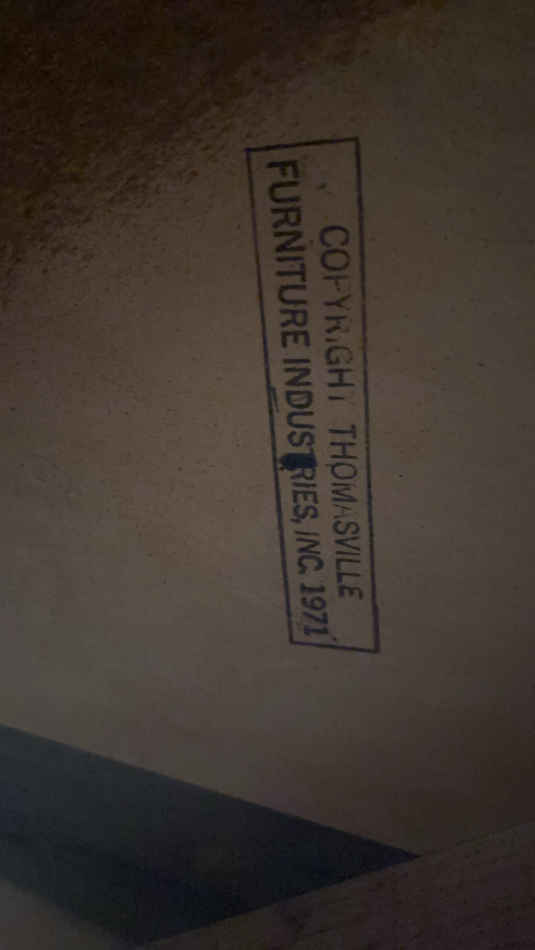 COPYRIGHT THOMASVILLE
FURNITURE INDUSTRIES, INC. 1971